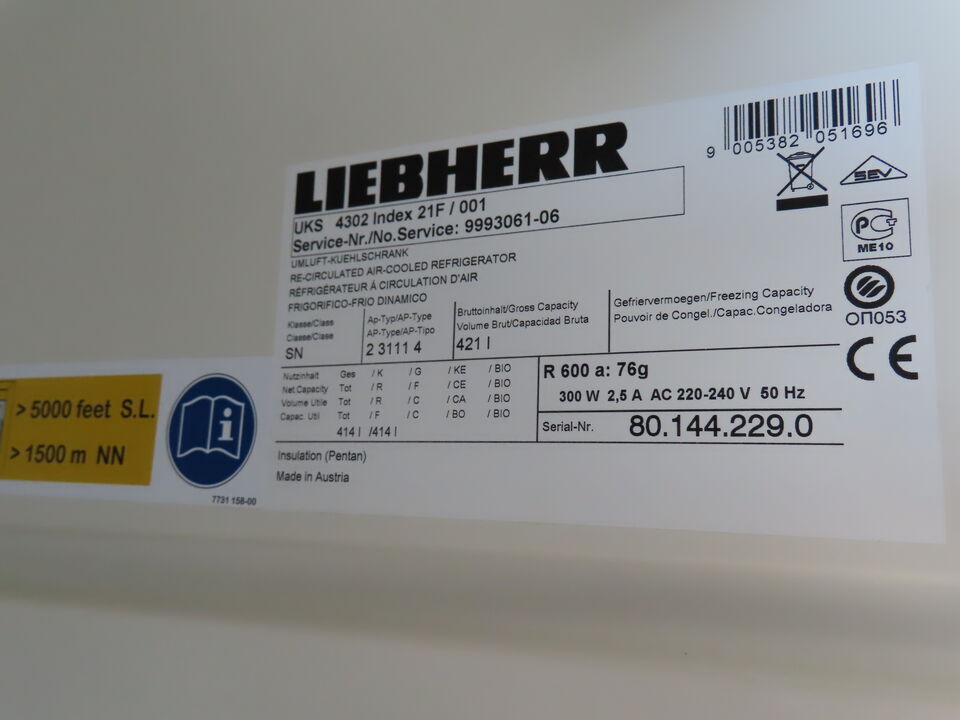 LIEBHERR
UKS 4302 Index 21F / 001
Service-Nr./No.Service: 9993061-06
UMLUFT-KUEHLSCHRANK
RE-CIRCULATED AIR-COOLED REFRIGERATOR
RÉFRIGÉRATEUR À CIRCULATION D'AIR
FRIGORIFICO-FRIO DINAMICO
9 005382 051696
SEV
PCT
ME10
ОП053
CE
Klasse/Class
Classe/Clase
SN
Ap-Typ/AP-Type
AP-Type/AP-Tipo
2 3111 4
Bruttoinhalt/Gross Capacity
Volume Brut/Capacidad Bruta
421 l
Gefriervermoegen/Freezing Capacity
Pouvoir de Congel./Capac.Congeladora
Nutzinhalt Ges / K / G / KE / BIO
Net.Capacity Tot / R / F / CE / BIO
Volume Utile Tot / R / C / CA / BIO
Capac. Util Tot / F / C / BO / BIO
414 l /414 l
R 600 a: 76g
300 W 2,5 A AC 220-240 V 50 Hz
Serial-Nr. 80.144.229.0
Insulation (Pentan)
Made in Austria
> 5000 feet S.L.
> 1500 m NN
i
7731 158-00